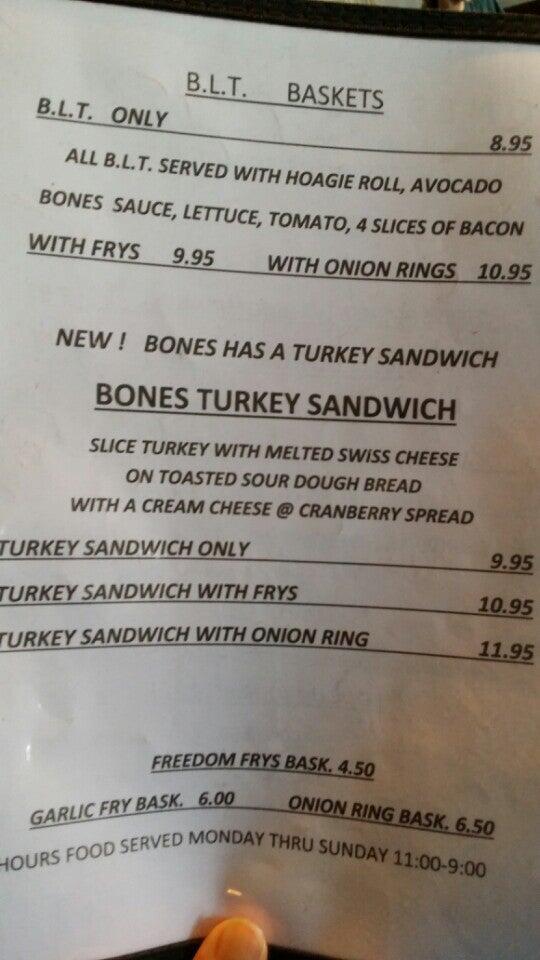 B.L.T. BASKETS
B.L.T. ONLY 8.95
ALL B.L.T. SERVED WITH HOAGIE ROLL, AVOCADO
BONES SAUCE, LETTUCE, TOMATO, 4 SLICES OF BACON
WITH FRYS 9.95 WITH ONION RINGS 10.95
NEW ! BONES HAS A TURKEY SANDWICH
BONES TURKEY SANDWICH
SLICE TURKEY WITH MELTED SWISS CHEESE
ON TOASTED SOUR DOUGH BREAD
WITH A CREAM CHEESE @ CRANBERRY SPREAD
TURKEY SANDWICH ONLY 9.95
TURKEY SANDWICH WITH FRYS 10.95
TURKEY SANDWICH WITH ONION RING 11.95
FREEDOM FRYS BASK. 4.50
GARLIC FRY BASK. 6.00 ONION RING BASK. 6.50
HOURS FOOD SERVED MONDAY THRU SUNDAY 11:00-9:00